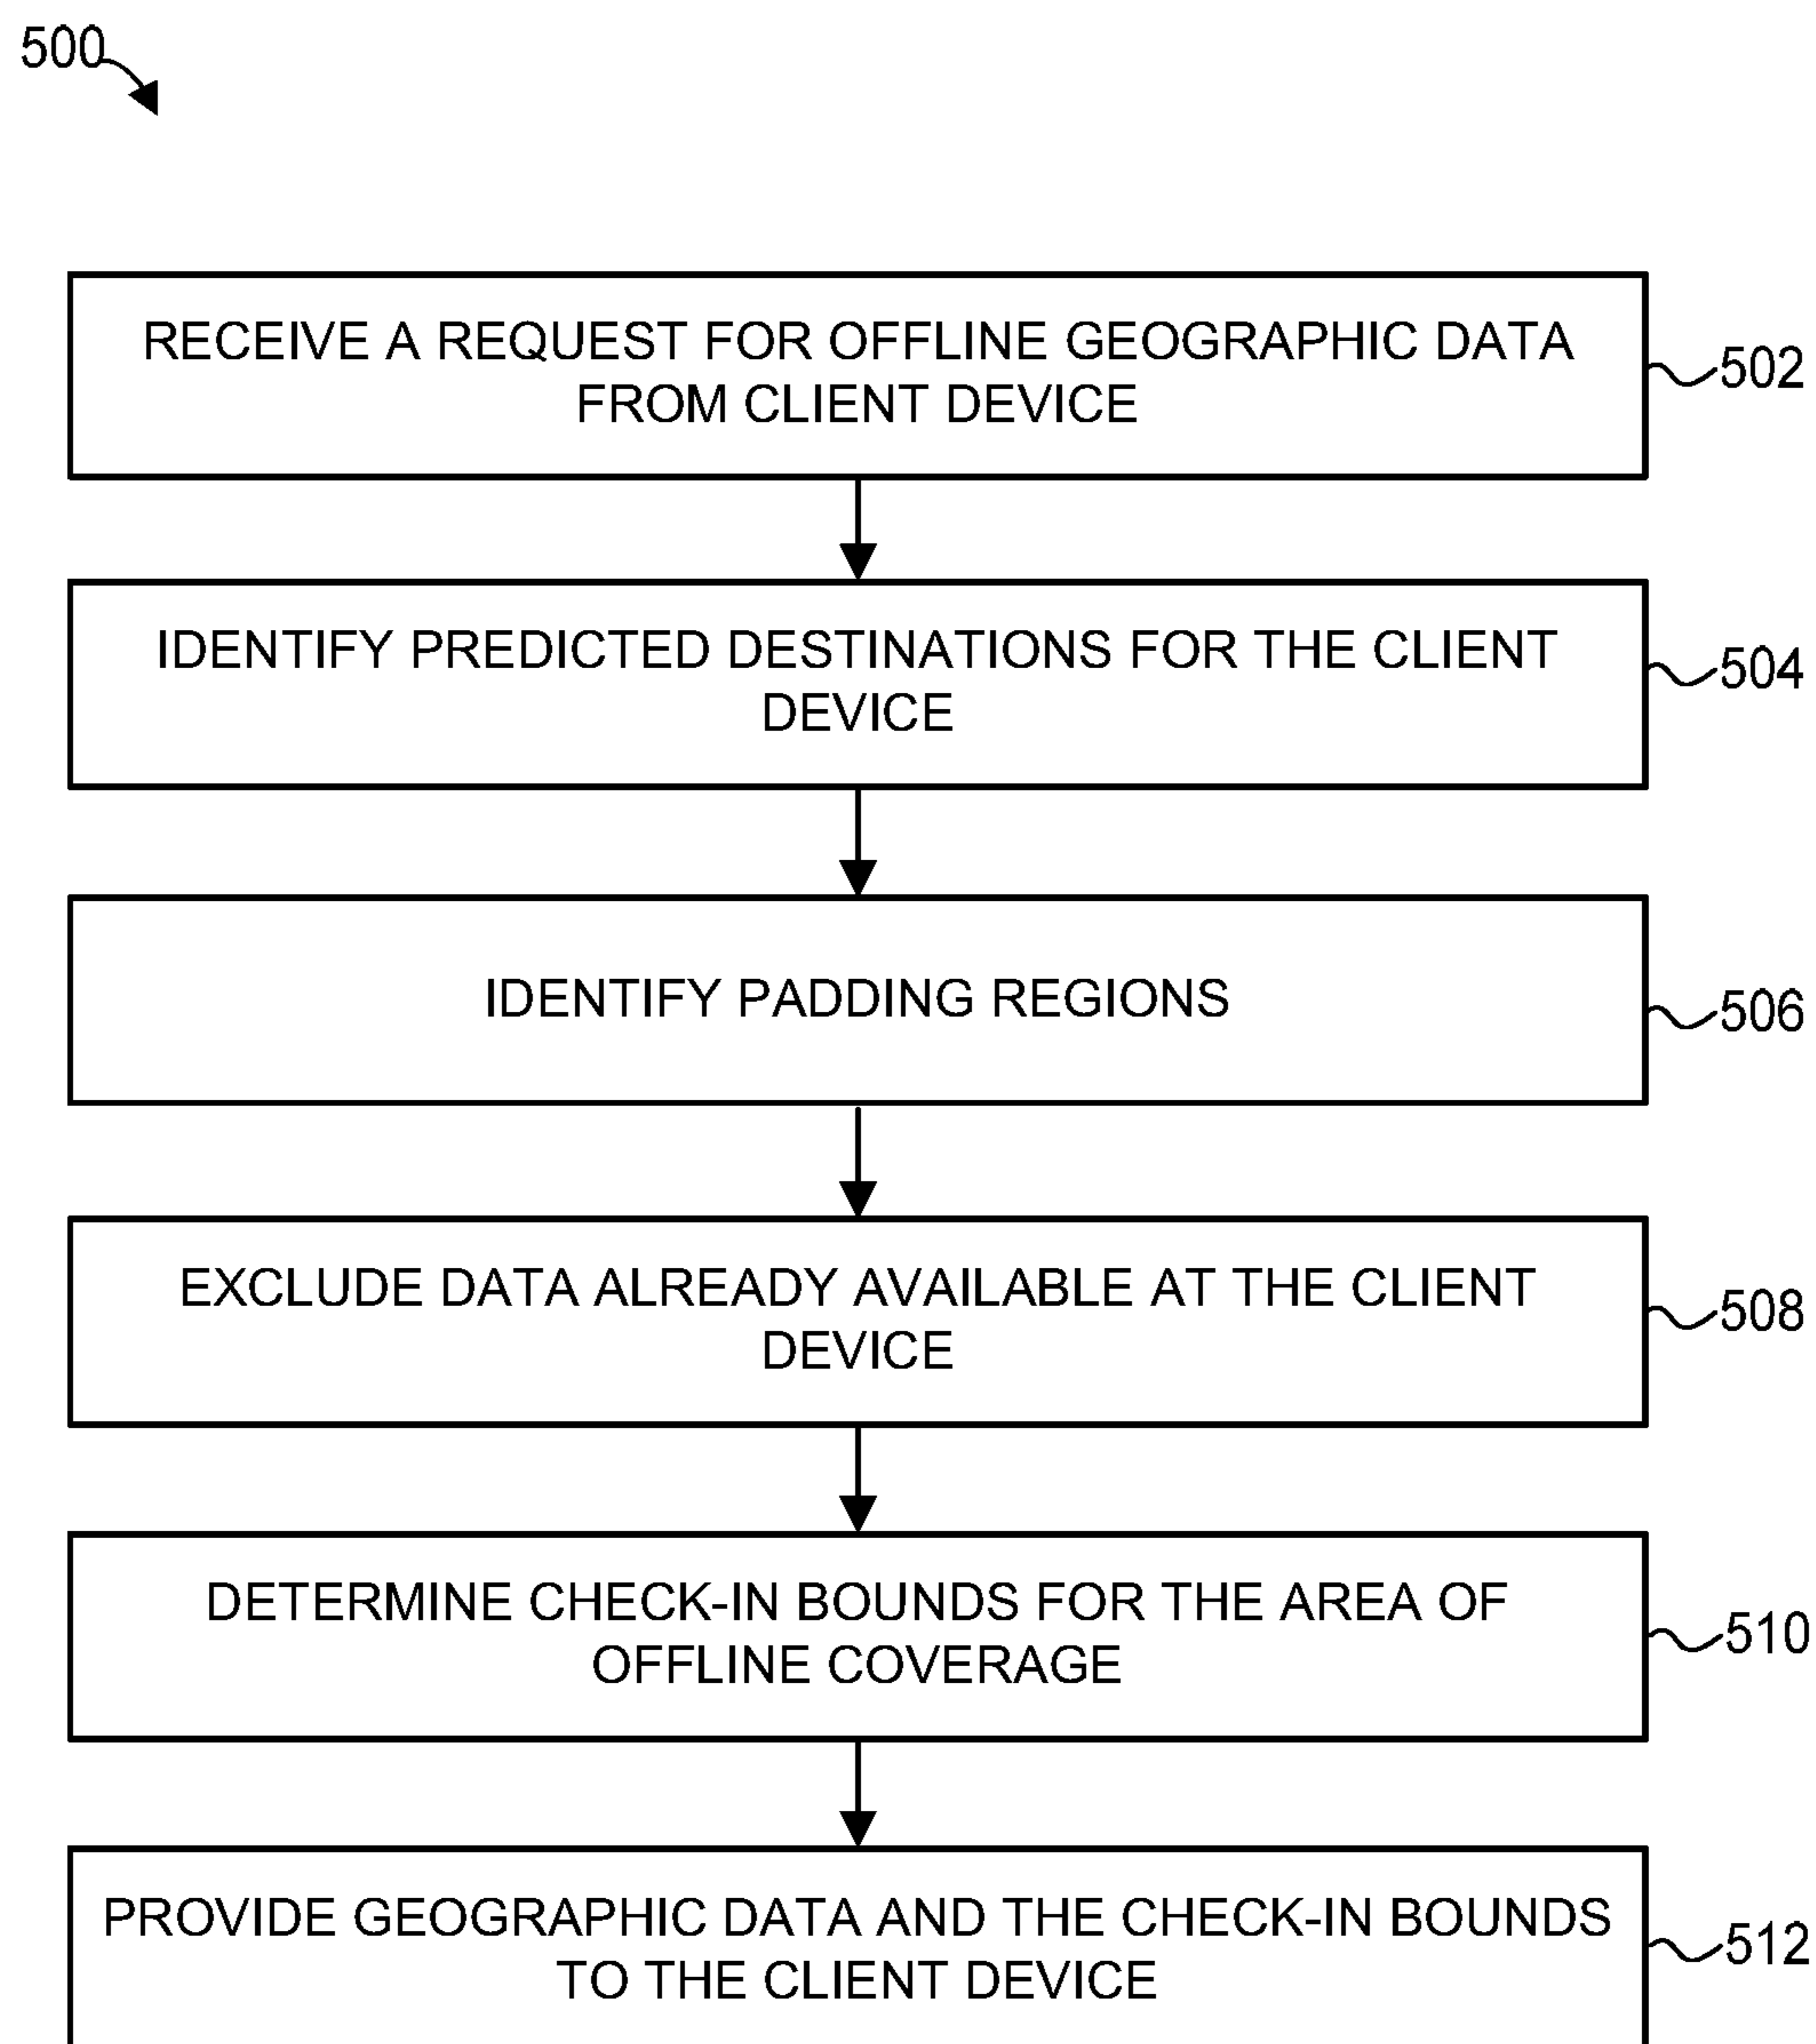 500
RECEIVE A REQUEST FOR OFFLINE GEOGRAPHIC DATA
FROM CLIENT DEVICE
502
IDENTIFY PREDICTED DESTINATIONS FOR THE CLIENT
DEVICE
504
IDENTIFY PADDING REGIONS
506
EXCLUDE DATA ALREADY AVAILABLE AT THE CLIENT
DEVICE
508
DETERMINE CHECK-IN BOUNDS FOR THE AREA OF
OFFLINE COVERAGE
510
PROVIDE GEOGRAPHIC DATA AND THE CHECK-IN BOUNDS
TO THE CLIENT DEVICE
512